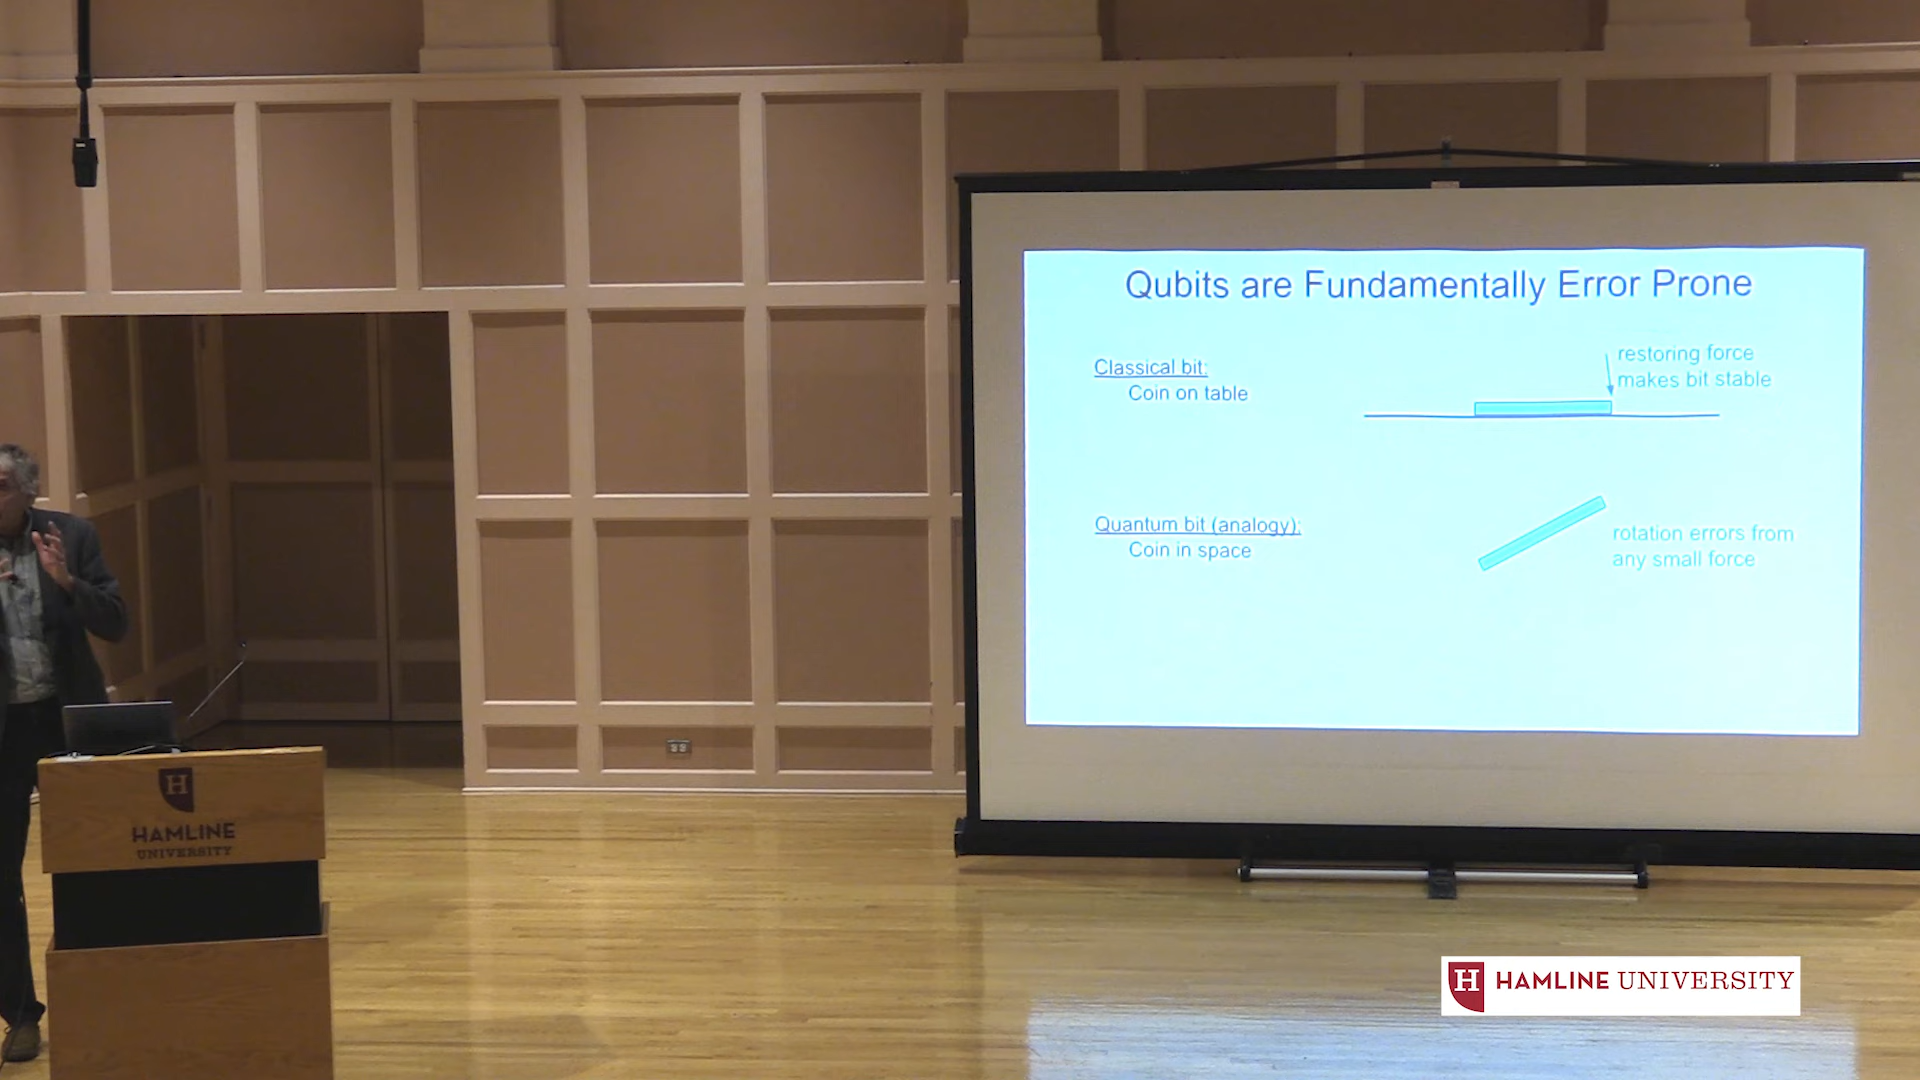 Qubits are Fundamentally Error Prone
Classical bit:
Coin on table
restoring force
makes bit stable
Quantum bit (analogy):
Coin in space
rotation errors from
any small force
H
HAMLINE
UNIVERSITY
H HAMLINE UNIVERSITY